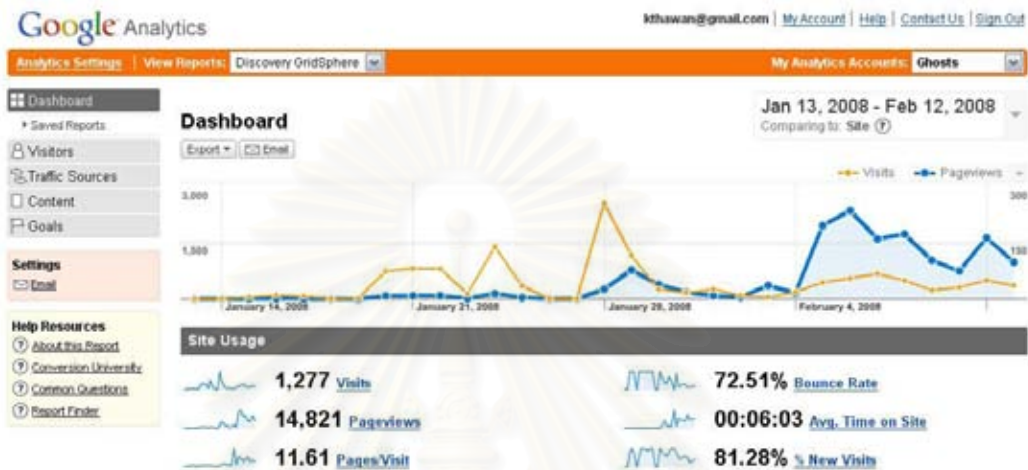 Google Analytics
kthawan@gmail.com | My Account | Help | Contact Us | Sign Out
Analytics Settings | View Reports: Discovery GridSphere
My Analytics Accounts: Ghosts
Dashboard
Saved Reports
Visitors
Traffic Sources
Content
Goals
Settings
Email
Help Resources
About this Report
Conversion University
Common Questions
Report Finder
Dashboard
Export
Email
Jan 13, 2008 - Feb 12, 2008
Comparing to: Site
Visits Pageviews
3,000 300
1,500 150
January 14, 2008 January 21, 2008 January 28, 2008 February 4, 2008
Site Usage
1,277 Visits
72.51% Bounce Rate
14,821 Pageviews
00:06:03 Avg. Time on Site
11.61 Pages/Visit
81.28% % New Visits